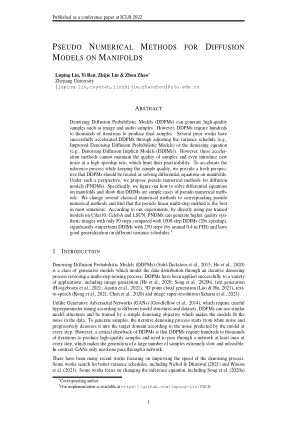 Published as a conference paper at ICLR 2022
PSEUDO NUMERICAL METHODS FOR DIFFUSION
MODELS ON MANIFOLDS
Luping Liu, Yi Ren, Zhijie Lin & Zhou Zhao*
Zhejiang University
{luping.liu,rayeren,linzhijie,zhaozhou}@zju.edu.cn
ABSTRACT
Denoising Diffusion Probabilistic Models (DDPMs) can generate high-quality
samples such as image and audio samples. However, DDPMs require hundreds
to thousands of iterations to produce final samples. Several prior works have
successfully accelerated DDPMs through adjusting the variance schedule (e.g.,
Improved Denoising Diffusion Probabilistic Models) or the denoising equation
(e.g., Denoising Diffusion Implicit Models (DDIMs)). However, these acceleration
methods cannot maintain the quality of samples and even introduce new
noise at a high speedup rate, which limit their practicability. To accelerate the
inference process while keeping the sample quality, we provide a fresh perspective
that DDPMs should be treated as solving differential equations on manifolds.
Under such a perspective, we propose pseudo numerical methods for diffusion
models (PNDMs). Specifically, we figure out how to solve differential equations
on manifolds and show that DDIMs are simple cases of pseudo numerical methods.
We change several classical numerical methods to corresponding pseudo
numerical methods and find that the pseudo linear multi-step method is the best
in most situations. According to our experiments, by directly using pre-trained
models on Cifar10, CelebA and LSUN, PNDMs can generate higher quality synthetic
images with only 50 steps compared with 1000-step DDIMs (20x speedup),
significantly outperform DDIMs with 250 steps (by around 0.4 in FID) and have
good generalization on different variance schedules.¹
1 INTRODUCTION
Denoising Diffusion Probabilistic Models (DDPMs) (Sohl-Dickstein et al., 2015; Ho et al., 2020)
is a class of generative models which model the data distribution through an iterative denoising
process reversing a multi-step noising process. DDPMs have been applied successfully to a variety
of applications, including image generation (Ho et al., 2020; Song et al., 2020b), text generation
(Hoogeboom et al., 2021; Austin et al., 2021), 3D point cloud generation (Luo & Hu, 2021), text-
to-speech (Kong et al., 2021; Chen et al., 2020) and image super-resolution (Saharia et al., 2021).
Unlike Generative Adversarial Networks (GANs) (Goodfellow et al., 2014), which require careful
hyperparameter tuning according to different model structures and datasets, DDPMs can use similar
model structures and be trained by a simple denoising objective which makes the models fit the
noise in the data. To generate samples, the iterative denoising process starts from white noise and
progressively denoises it into the target domain according to the noise predicted by the model at
every step. However, a critical drawback of DDPMs is that DDPMs require hundreds to thousands
of iterations to produce high-quality samples and need to pass through a network at least once at
every step, which makes the generation of a large number of samples extremely slow and infeasible.
In contrast, GANs only need one pass through a network.
There have been many recent works focusing on improving the speed of the denoising process.
Some works search for better variance schedules, including Nichol & Dhariwal (2021) and Watson
et al. (2021). Some works focus on changing the inference equation, including Song et al. (2020a)
*Corresponding author
¹Our implementation is available at https://github.com/luping-liu/PNDM.
1